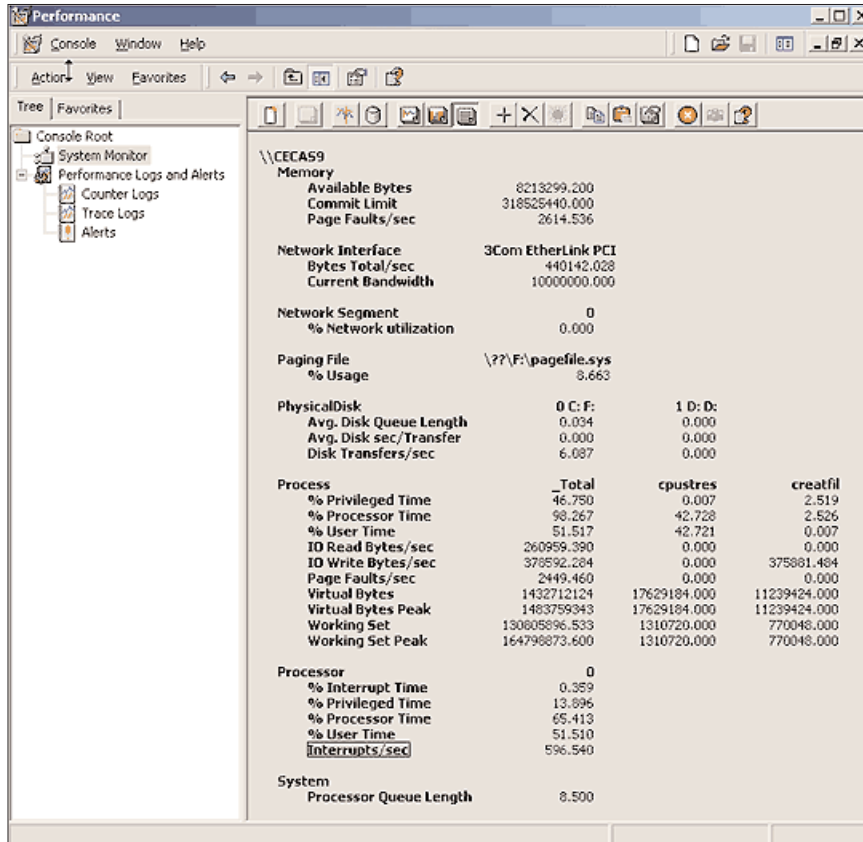 Performance
Console Window Help
Action View Favorites
Tree Favorites
Console Root
System Monitor
Performance Logs and Alerts
Counter Logs
Trace Logs
Alerts
\\CECAS9
Memory
Available Bytes 8213299.200
Commit Limit 318525440.000
Page Faults/sec 2614.536
Network Interface 3Com EtherLink PCI
Bytes Total/sec 440142.028
Current Bandwidth 10000000.000
Network Segment 0
% Network utilization 0.000
Paging File \??\F:\pagefile.sys
% Usage 8.663
PhysicalDisk 0 C: F: 1 D: D:
Avg. Disk Queue Length 0.034 0.000
Avg. Disk sec/Transfer 0.000 0.000
Disk Transfers/sec 6.087 0.000
Process _Total cpustres creatfil
% Privileged Time 46.750 0.007 2.519
% Processor Time 98.267 42.728 2.526
% User Time 51.517 42.721 0.007
IO Read Bytes/sec 260959.390 0.000 0.000
IO Write Bytes/sec 378592.284 0.000 375881.484
Page Faults/sec 2449.460 0.000 0.000
Virtual Bytes 1432712124 17629184.000 11239424.000
Virtual Bytes Peak 1483759343 17629184.000 11239424.000
Working Set 130805896.533 1310720.000 770048.000
Working Set Peak 164798873.600 1310720.000 770048.000
Processor 0
% Interrupt Time 0.359
% Privileged Time 13.896
% Processor Time 65.413
% User Time 51.510
Interrupts/sec 596.540
System
Processor Queue Length 8.500